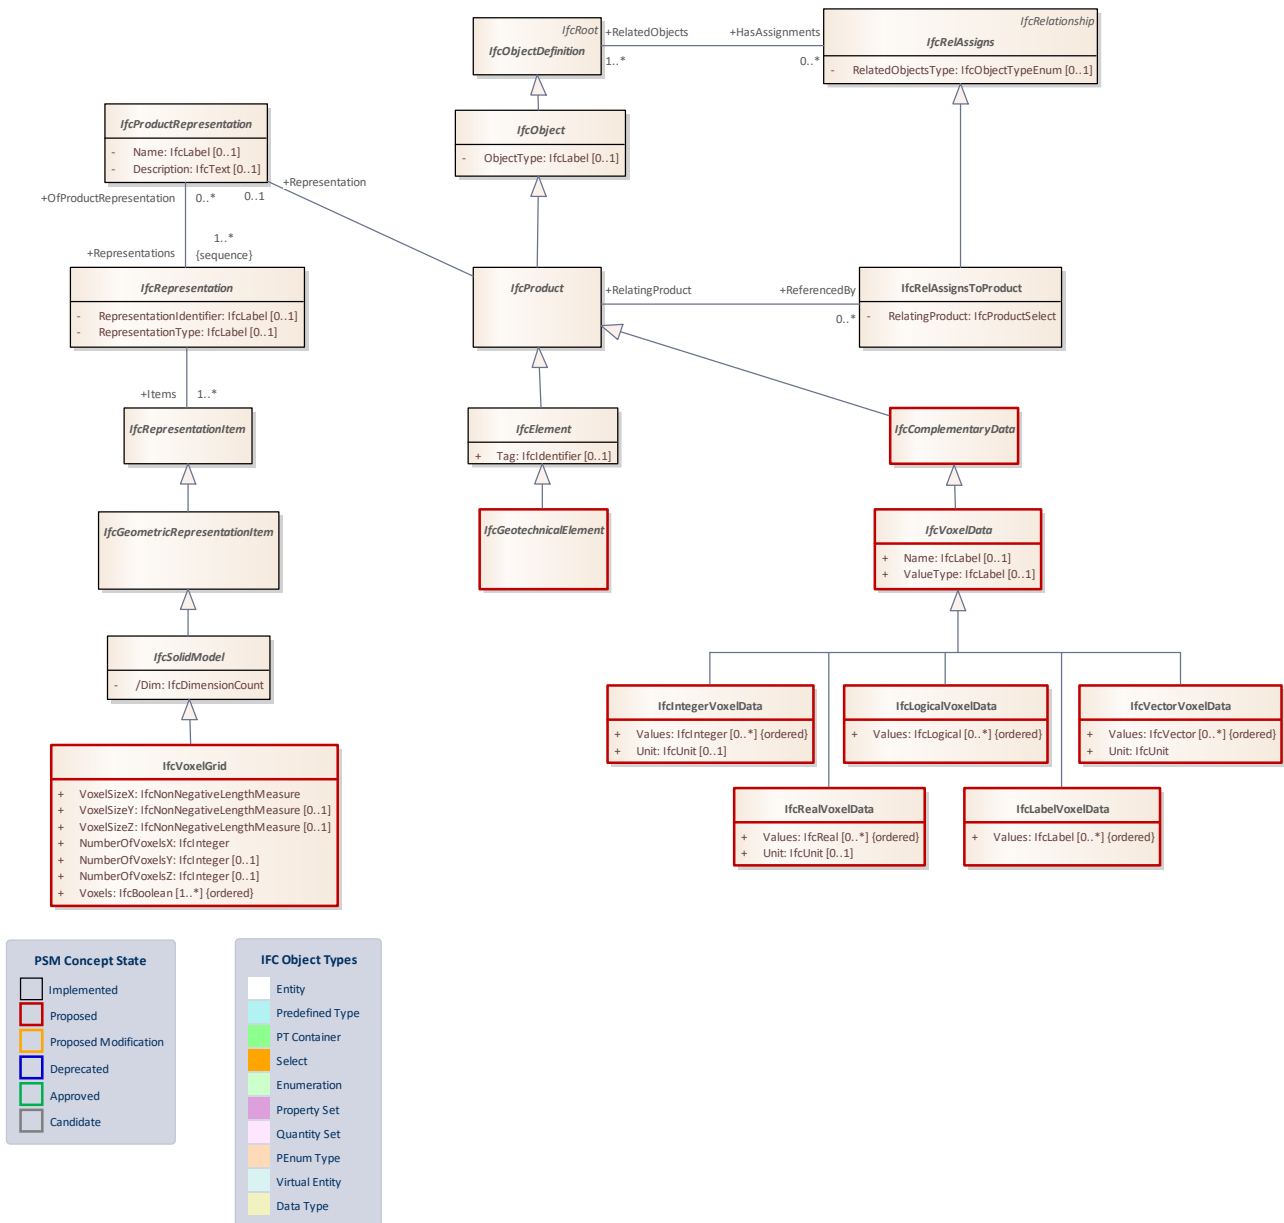 IfcRoot
IfcObjectDefinition
+RelatedObjects
1..*
+HasAssignments
0..*
IfcRelationship
IfcRelAssigns
- RelatedObjectsType: IfcObjectTypeEnum [0..1]
IfcProductRepresentation
- Name: IfcLabel [0..1]
- Description: IfcText [0..1]
IfcObject
- ObjectType: IfcLabel [0..1]
+OfProductRepresentation
0..*
0..1
+Representation
+Representations
1..*
{sequence}
IfcRepresentation
- RepresentationIdentifier: IfcLabel [0..1]
- RepresentationType: IfcLabel [0..1]
IfcProduct
+RelatingProduct
+ReferencedBy
0..*
IfcRelAssignsToProduct
- RelatingProduct: IfcProductSelect
+Items
1..*
IfcRepresentationItem
IfcElement
+ Tag: IfcIdentifier [0..1]
IfcComplementaryData
IfcGeometricRepresentationItem
IfcGeotechnicalElement
IfcVoxelData
+ Name: IfcLabel [0..1]
+ ValueType: IfcLabel [0..1]
IfcSolidModel
- /Dim: IfcDimensionCount
IfcIntegerVoxelData
+ Values: IfcInteger [0..*] {ordered}
+ Unit: IfcUnit [0..1]
IfcLogicalVoxelData
+ Values: IfcLogical [0..*] {ordered}
IfcVectorVoxelData
+ Values: IfcVector [0..*] {ordered}
+ Unit: IfcUnit
IfcVoxelGrid
+ VoxelSizeX: IfcNonNegativeLengthMeasure
+ VoxelSizeY: IfcNonNegativeLengthMeasure [0..1]
+ VoxelSizeZ: IfcNonNegativeLengthMeasure [0..1]
+ NumberOfVoxelsX: IfcInteger
+ NumberOfVoxelsY: IfcInteger [0..1]
+ NumberOfVoxelsZ: IfcInteger [0..1]
+ Voxels: IfcBoolean [1..*] {ordered}
IfcRealVoxelData
+ Values: IfcReal [0..*] {ordered}
+ Unit: IfcUnit [0..1]
IfcLabelVoxelData
+ Values: IfcLabel [0..*] {ordered}
PSM Concept State
Implemented
Proposed
Proposed Modification
Deprecated
Approved
Candidate
IFC Object Types
Entity
Predefined Type
PT Container
Select
Enumeration
Property Set
Quantity Set
PEnum Type
Virtual Entity
Data Type